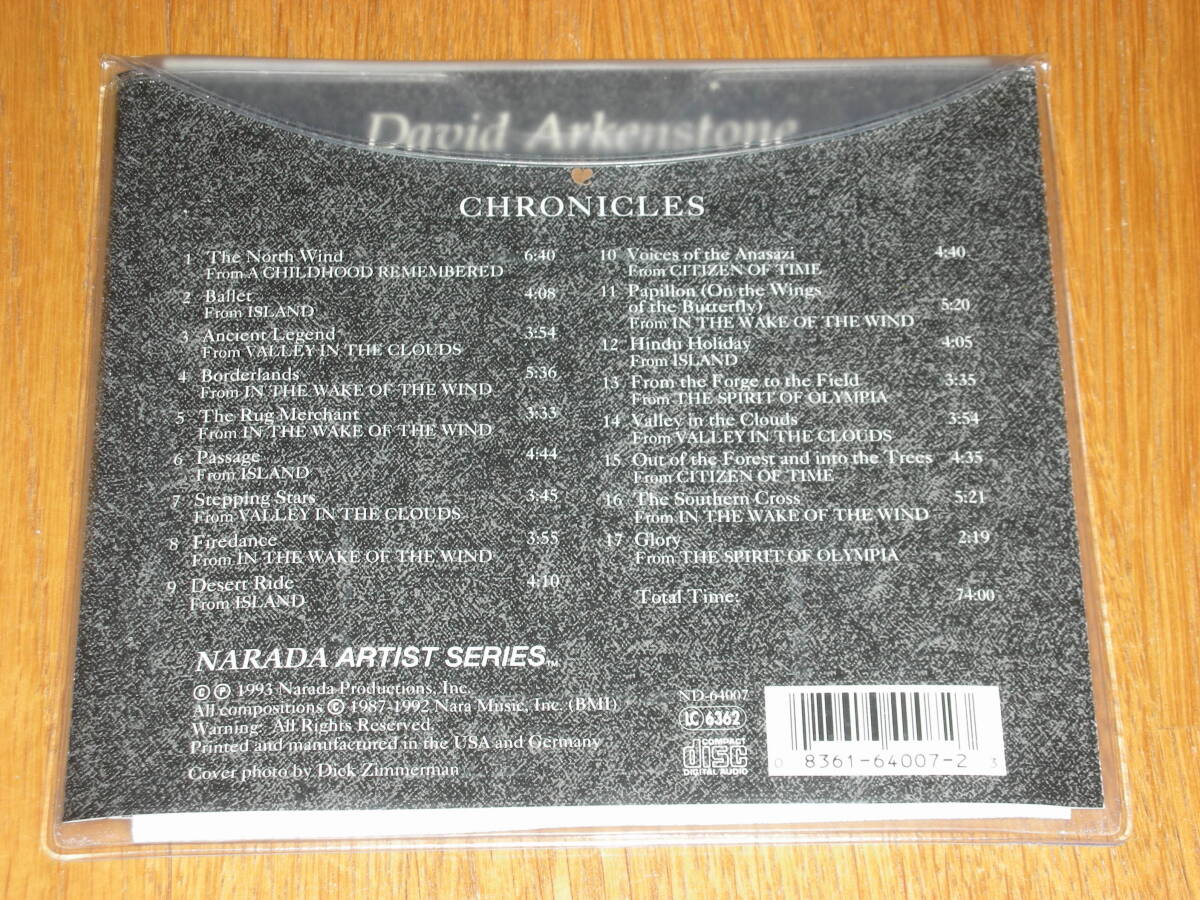 David Arkenstone
CHRONICLES
1 The North Wind 6:40
From A CHILDHOOD REMEMBERED
2 Ballet 4:08
From ISLAND
3 Ancient Legend 3:54
From VALLEY IN THE CLOUDS
4 Borderlands 5:36
From IN THE WAKE OF THE WIND
5 The Rug Merchant 3:33
From IN THE WAKE OF THE WIND
6 Passage 4:44
From ISLAND
7 Stepping Stars 3:45
From VALLEY IN THE CLOUDS
8 Firedance 3:55
From IN THE WAKE OF THE WIND
9 Desert Ride 4:10
From ISLAND
10 Voices of the Anasazi 4:40
From CITIZEN OF TIME
11 Papillon (On the Wings
of the Butterfly) 5:20
From IN THE WAKE OF THE WIND
12 Hindu Holiday 4:05
From ISLAND
13 From the Forge to the Field 3:35
From THE SPIRIT OF OLYMPIA
14 Valley in the Clouds 3:54
From VALLEY IN THE CLOUDS
15 Out of the Forest and into the Trees 4:35
From CITIZEN OF TIME
16 The Southern Cross 5:21
From IN THE WAKE OF THE WIND
17 Glory 2:19
From THE SPIRIT OF OLYMPIA
Total Time: 74:00
NARADA ARTIST SERIES TM
© ℗ 1993 Narada Productions, Inc.
All compositions © 1987-1992 Nara Music, Inc. (BMI)
Warning: All Rights Reserved.
Printed and manufactured in the USA and Germany
Cover photo by Dick Zimmerman
ND-64007
LC 6362
COMPACT
disc
DIGITAL AUDIO
0 8361-64007-2 3